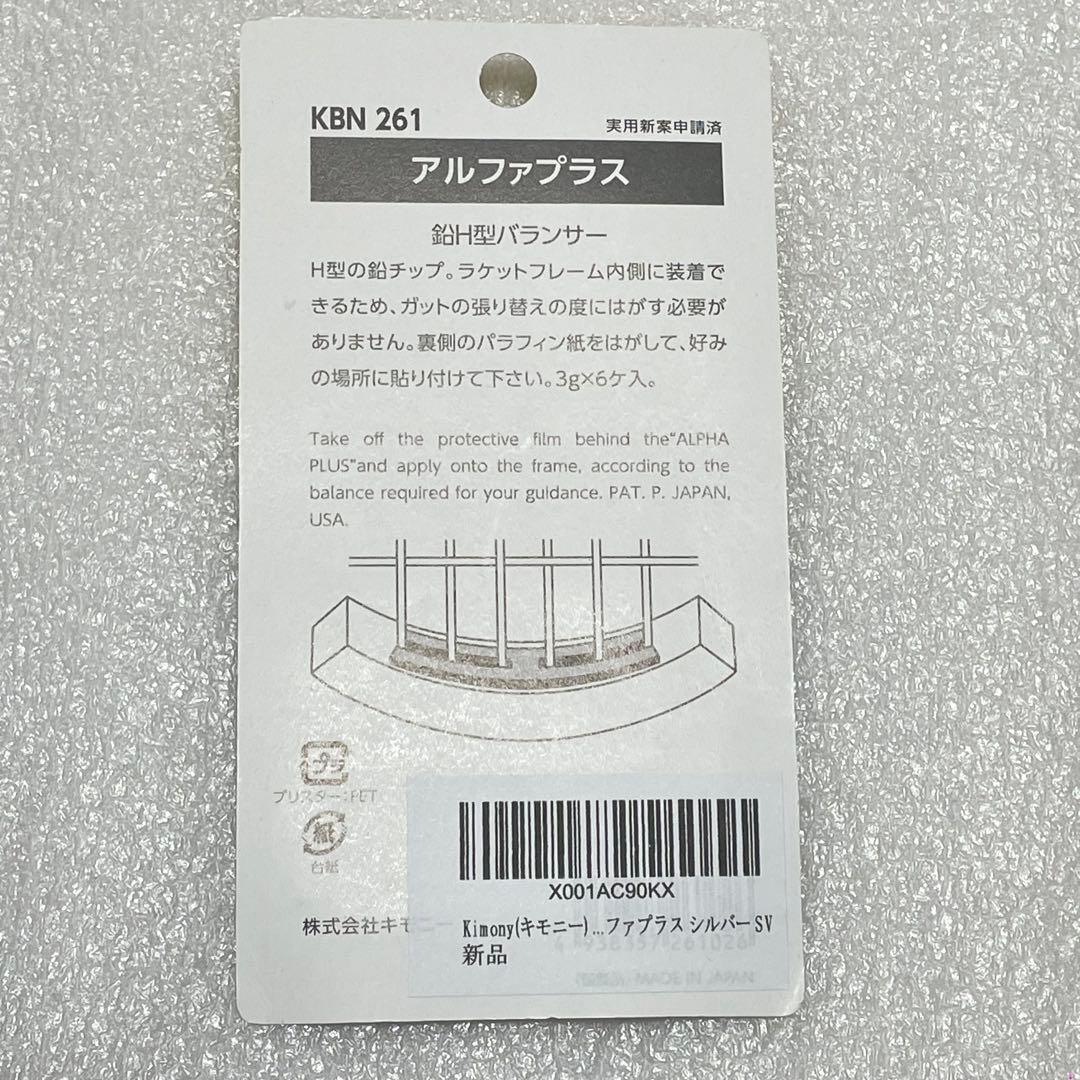 KBN 261
実用新案申請済
アルファプラス
鉛H型バランサー
H型の鉛チップ。ラケットフレーム内側に装着で
きるため、ガットの張り替えの度にはがす必要が
ありません。裏側のパラフィン紙をはがして、好み
の場所に貼り付けて下さい。3g×6ケ入。
Take off the protective film behind the"ALPHA
PLUS"and apply onto the frame, according to the
balance required for your guidance. PAT. P. JAPAN,
USA.
プラ
ブリスター:PET
紙
台紙
X001AC90KX
株式会社キモニー
Kimony(キモニー)...ファプラス シルバー SV
4 938357 261026
新品
MADE IN JAPAN